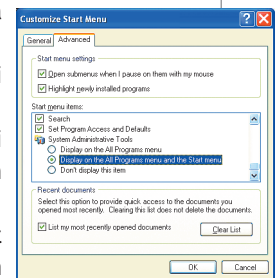 Customize Start Menu
General Advanced
Start menu settings
Open submenus when I pause on them with my mouse
Highlight newly installed programs
Start menu items:
Search
Set Program Access and Defaults
System Administrative Tools
Display on the All Programs menu
Display on the All Programs menu and the Start menu
Don't display this item
Recent documents
Select this option to provide quick access to the documents you
opened most recently. Clearing this list does not delete the documents.
List my most recently opened documents Clear List
OK Cancel